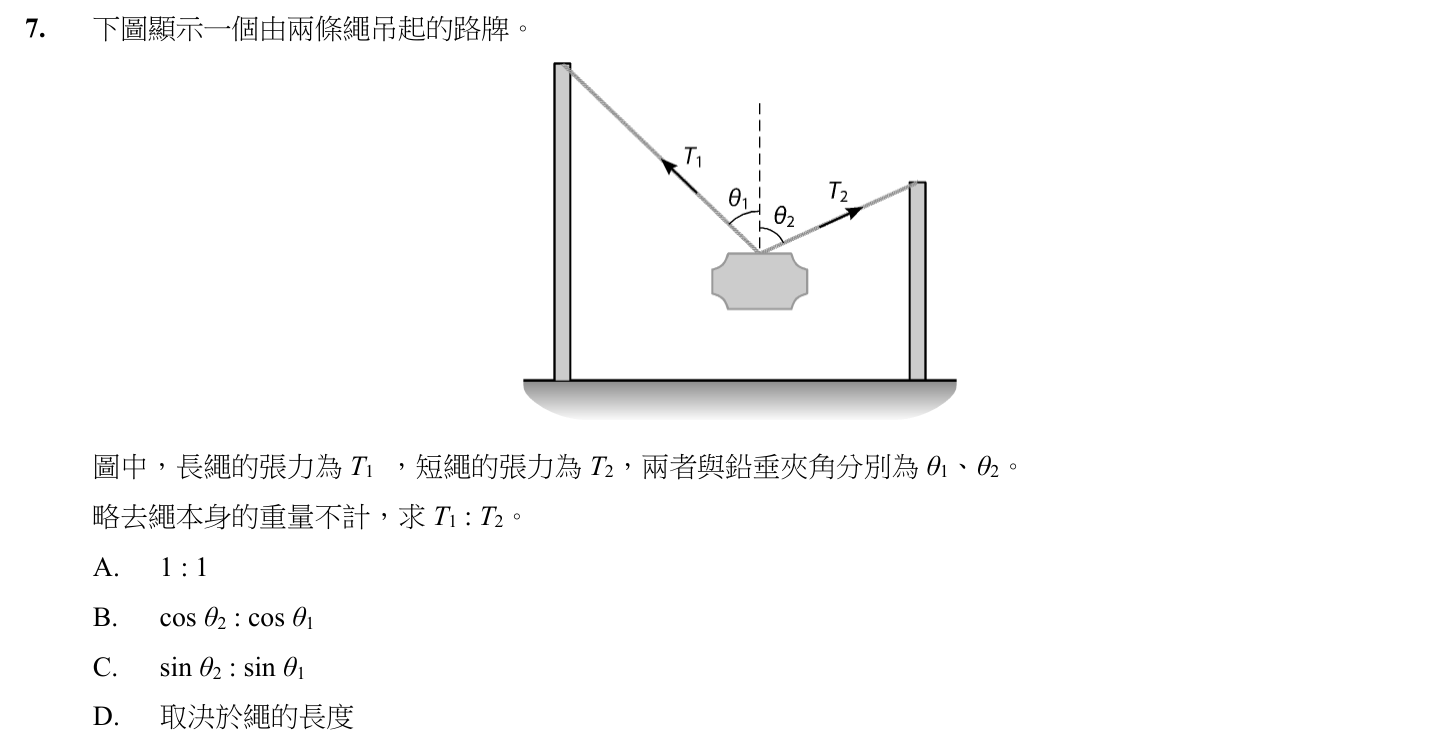 7. 下圖顯示一個由兩條繩吊起的路牌。
T₁
θ₁
T₂
θ₂
圖中，長繩的張力為 T₁ ，短繩的張力為 T₂，兩者與鉛垂夾角分別為 θ₁、θ₂。
略去繩本身的重量不計，求 T₁ : T₂。
A. 1 : 1
B. cos θ₂ : cos θ₁
C. sin θ₂ : sin θ₁
D. 取決於繩的長度